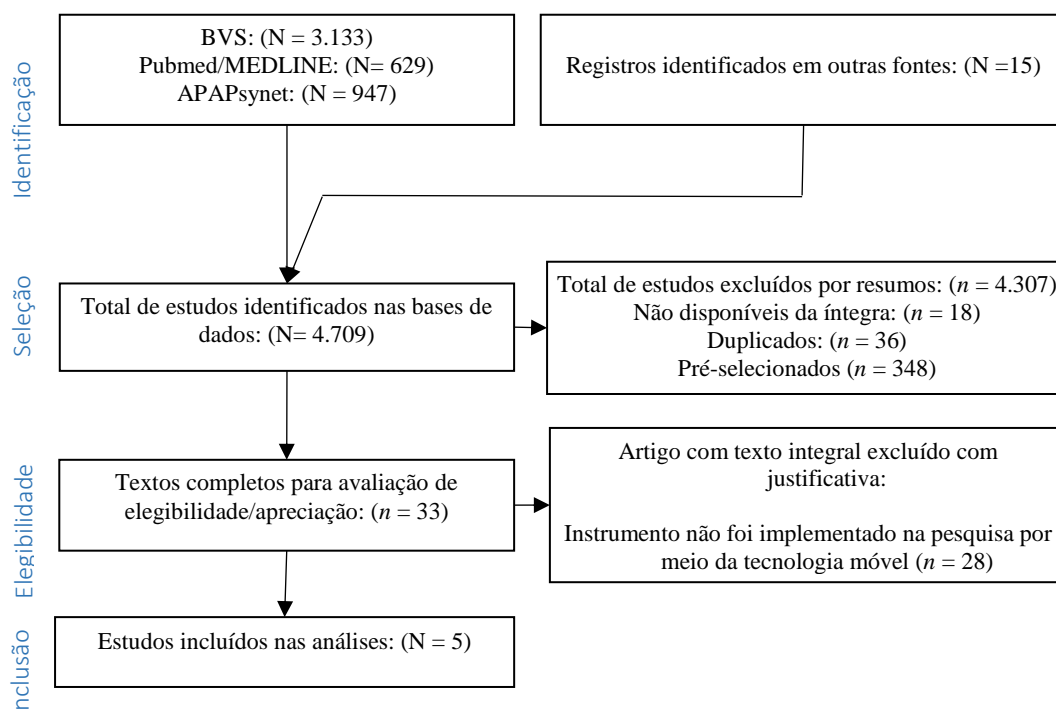 Identificação
BVS: (N = 3.133)
Pubmed/MEDLINE: (N= 629)
APAPsynet: (N = 947)
Registros identificados em outras fontes: (N =15)
Seleção
Total de estudos identificados nas bases de
dados: (N= 4.709)
Total de estudos excluídos por resumos: (n = 4.307)
Não disponíveis da íntegra: (n = 18)
Duplicados: (n = 36)
Pré-selecionados (n = 348)
Elegibilidade
Textos completos para avaliação de
elegibilidade/apreciação: (n = 33)
Artigo com texto integral excluído com
justificativa:
Instrumento não foi implementado na pesquisa por
meio da tecnologia móvel (n = 28)
nclusão
Estudos incluídos nas análises: (N = 5)